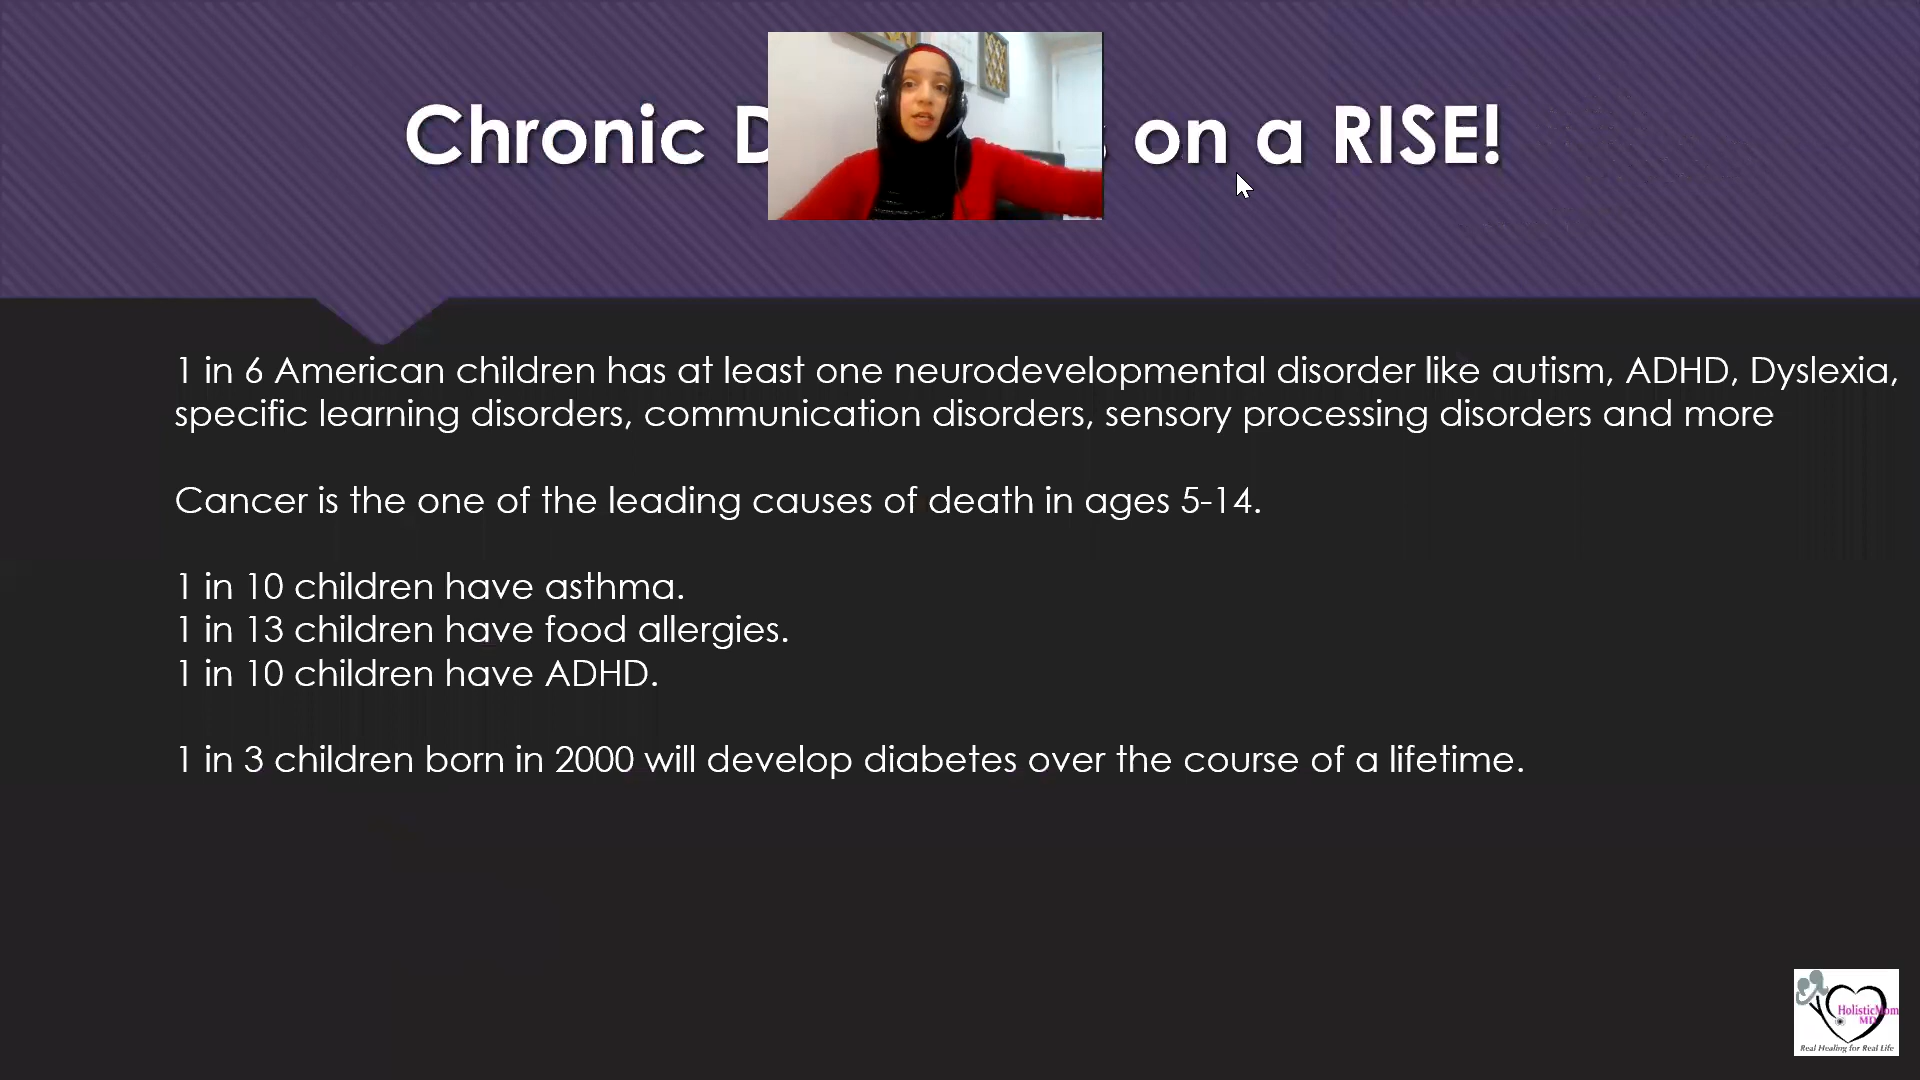 Chronic D on a RISE!
1 in 6 American children has at least one neurodevelopmental disorder like autism, ADHD, Dyslexia,
specific learning disorders, communication disorders, sensory processing disorders and more
Cancer is the one of the leading causes of death in ages 5-14.
1 in 10 children have asthma.
1 in 13 children have food allergies.
1 in 10 children have ADHD.
1 in 3 children born in 2000 will develop diabetes over the course of a lifetime.
HolisticMom
MD
Real Healing for Real Life